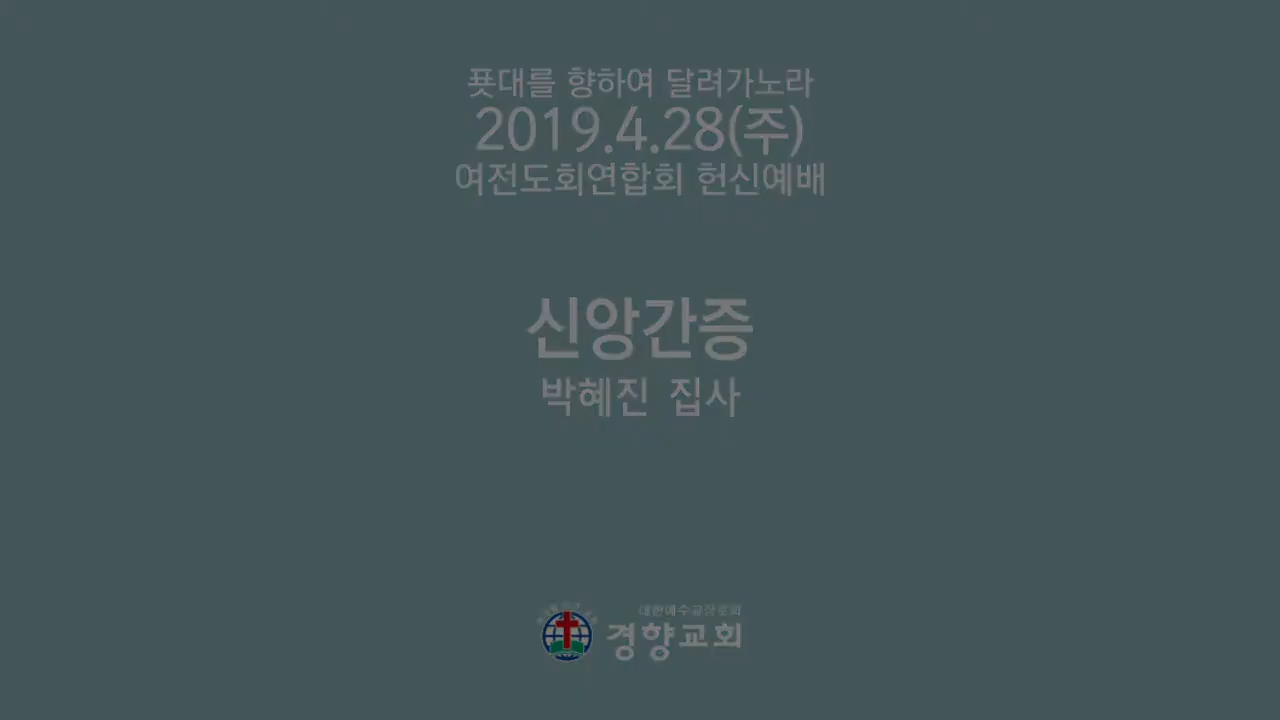 푯대를 향하여 달려가노라
2019.4.28(주)
여전도회연합회 헌신예배
신앙간증
박혜진 집사
대한예수교장로회
경향교회